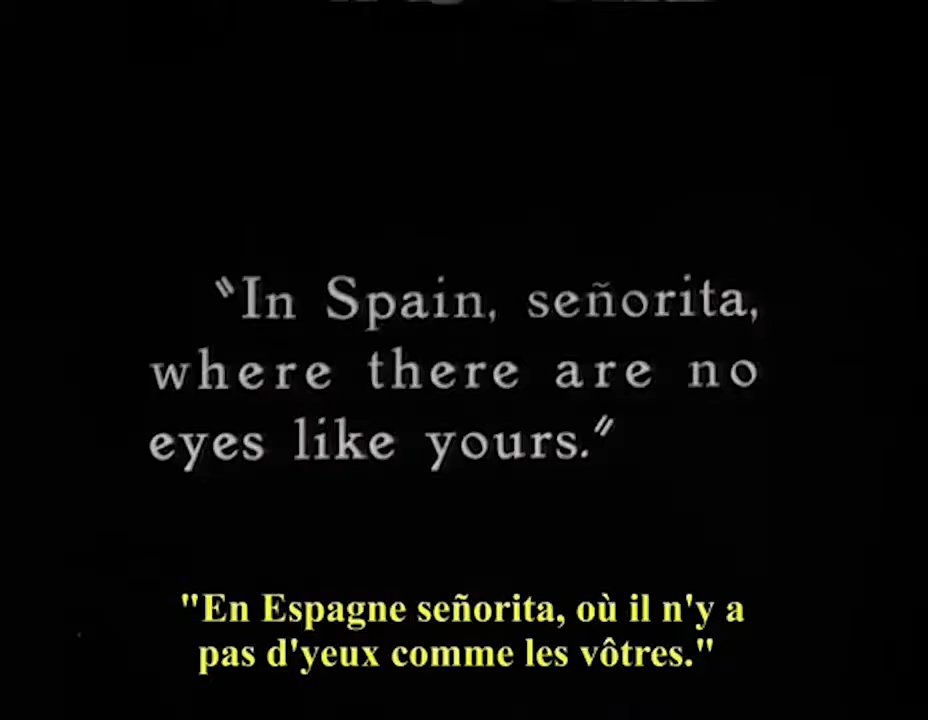 "In Spain, señorita,
where there are no
eyes like yours."
"En Espagne señorita, où il n'y a
pas d'yeux comme les vôtres."